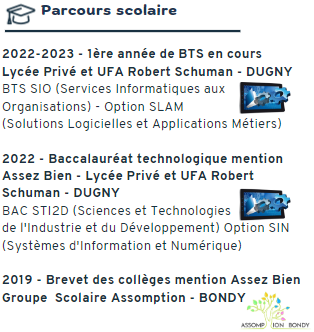 Parcours scolaire
2022-2023 - 1ère année de BTS en cours
Lycée Privé et UFA Robert Schuman - DUGNY
BTS SIO (Services Informatiques aux
Organisations) - Option SLAM
(Solutions Logicielles et Applications Métiers)
2022 - Baccalauréat technologique mention
Assez Bien - Lycée Privé et UFA Robert
Schuman - DUGNY
BAC STI2D (Sciences et Technologies
de l'Industrie et du Développement) Option SIN
(Systèmes d'Information et Numérique)
2019 - Brevet des collèges mention Assez Bien
Groupe Scolaire Assomption - BONDY
ASSOMP ION BONDY